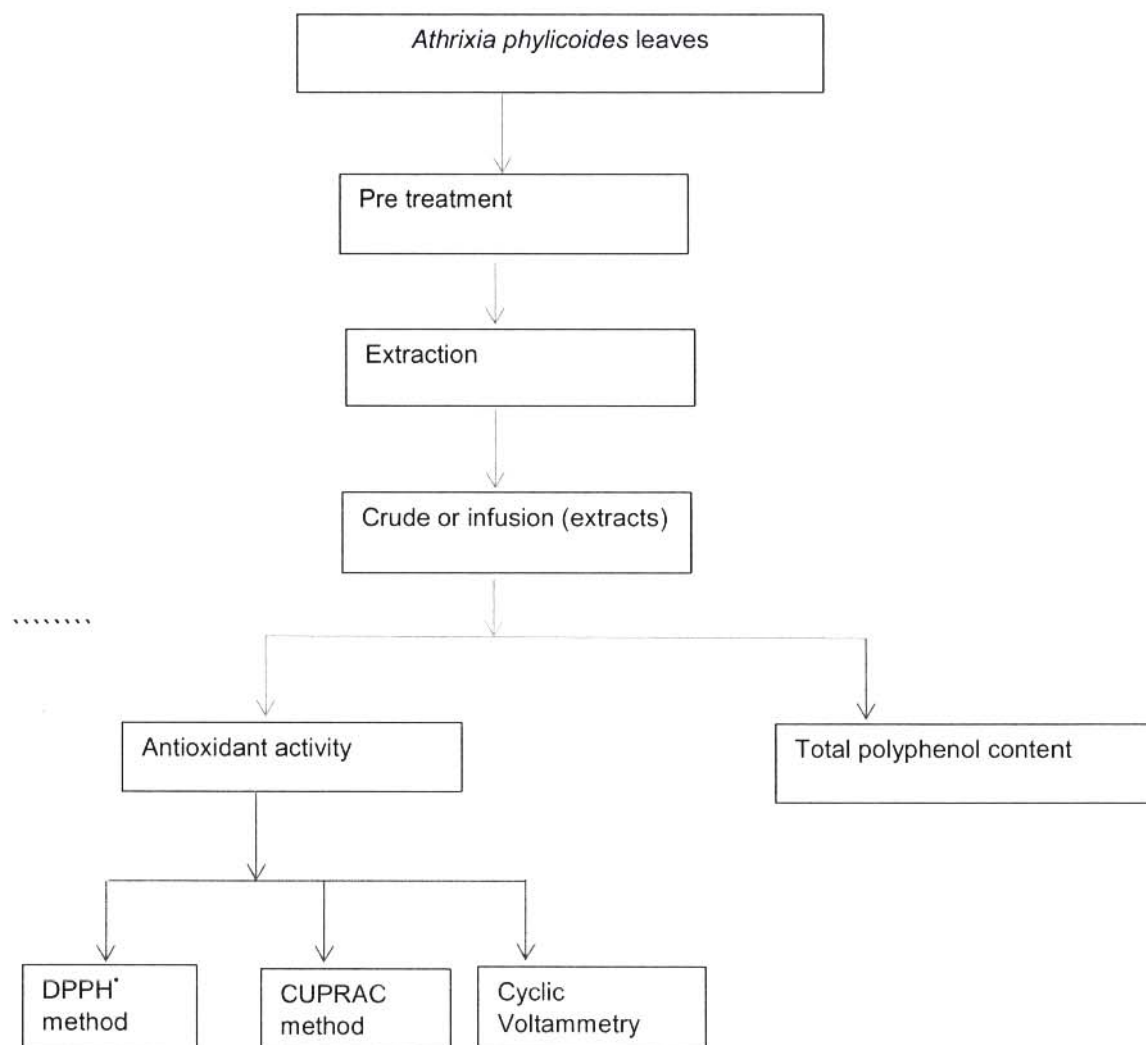 Athrixia phylicoides leaves
Pre treatment
Extraction
Crude or infusion (extracts)
Antioxidant activity
Total polyphenol content
DPPH•
method
CUPRAC
method
Cyclic
Voltammetry